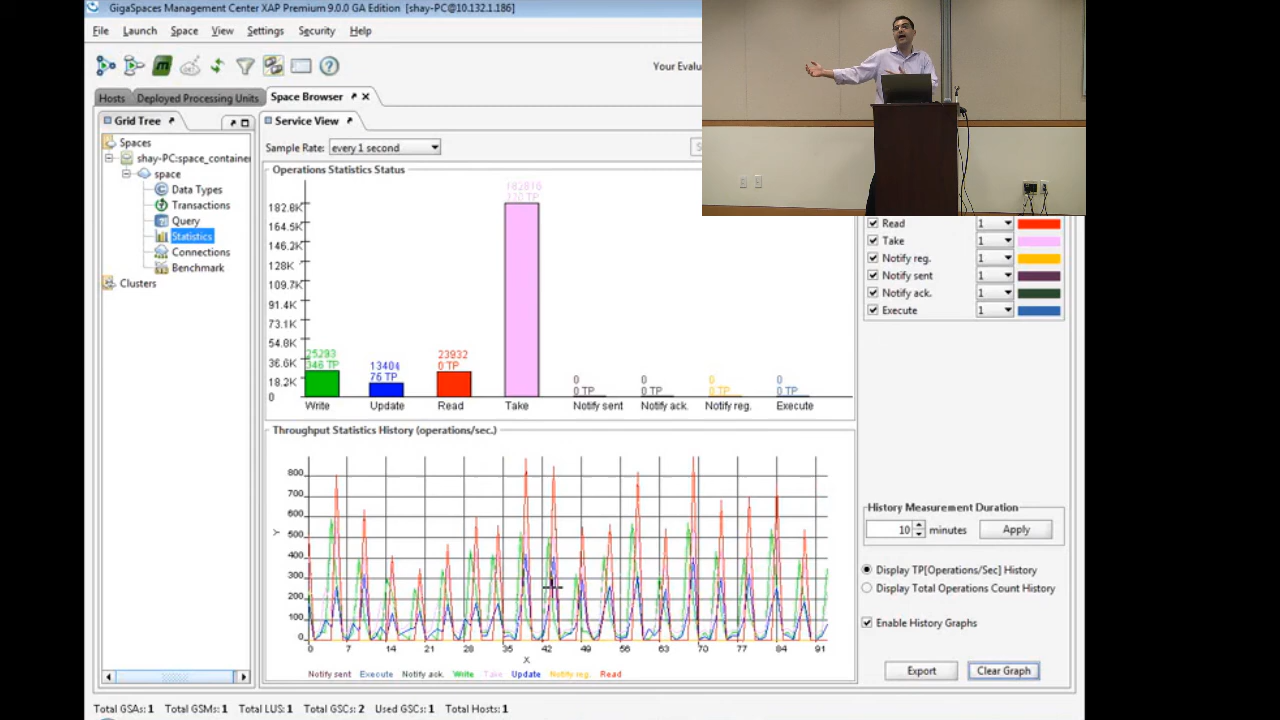 GigaSpaces Management Center XAP Premium 9.0.0 GA Edition [shay-PC@10.132.1.186]
File Launch Space View Settings Security Help
Your Evalu
Hosts Deployed Processing Units Space Browser
Grid Tree
Spaces
shay-PC:space_container
space
Data Types
Transactions
Query
Statistics
Connections
Benchmark
Clusters
Service View
Sample Rate: every 1 second
Operations Statistics Status
182.8K
164.5K
146.2K
128K
109.7K
91.4K
73.1K
54.8K
36.6K
18.2K
0
25293
346 TP
13404
76 TP
23932
0 TP
182810
0
0 TP
0
0 TP
0
0 TP
0
0 TP
Write Update Read Take Notify sent Notify ack. Notify reg. Execute
Throughput Statistics History (operations/sec.)
800
700
600
500
400
300
200
100
0
Y
0 7 14 21 28 35 42 49 56 63 70 77 84 91
X
Notify sent Execute Notify ack. Write Take Update Notify reg. Read
Read 1
Take 1
Notify reg. 1
Notify sent 1
Notify ack. 1
Execute 1
History Measurement Duration
10 minutes Apply
Display TP[Operations/Sec] History
Display Total Operations Count History
Enable History Graphs
Export Clear Graph
Total GSAs: 1 Total GSMs: 1 Total LUS: 1 Total GSCs: 2 Used GSCs: 1 Total Hosts: 1